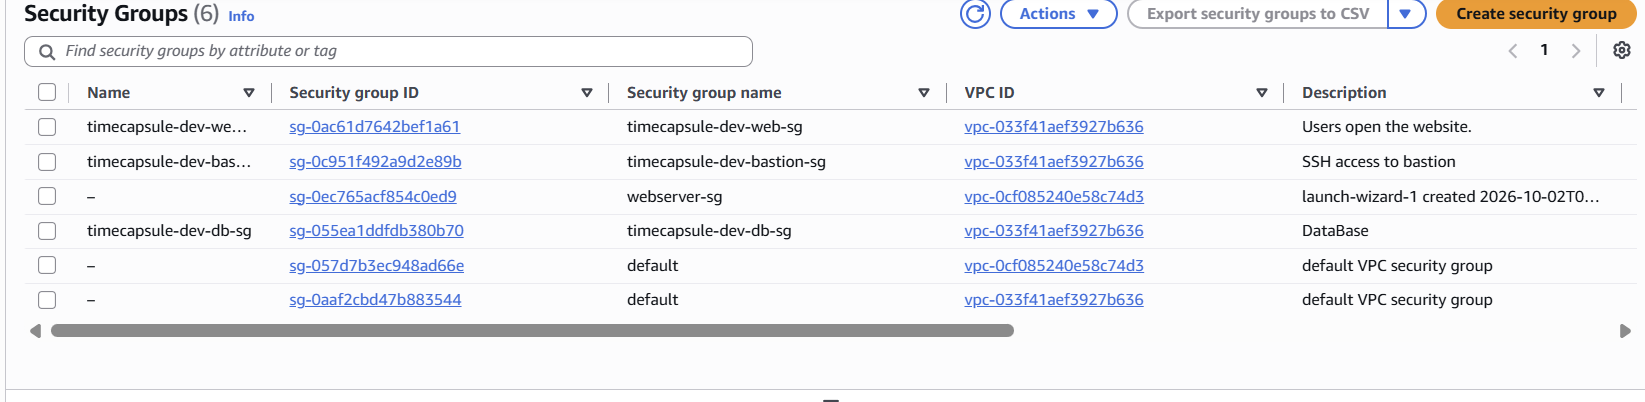 Security Groups (6) Info
Actions
Export security groups to CSV
Create security group
Find security groups by attribute or tag
1
Name Security group ID Security group name VPC ID Description
timecapsule-dev-we... sg-0ac61d7642bef1a61 timecapsule-dev-web-sg vpc-033f41aef3927b636 Users open the website.
timecapsule-dev-bas... sg-0c951f492a9d2e89b timecapsule-dev-bastion-sg vpc-033f41aef3927b636 SSH access to bastion
– sg-0ec765acf854c0ed9 webserver-sg vpc-0cf085240e58c74d3 launch-wizard-1 created 2026-10-02T0...
timecapsule-dev-db-sg sg-055ea1ddfdb380b70 timecapsule-dev-db-sg vpc-033f41aef3927b636 DataBase
– sg-057d7b3ec948ad66e default vpc-0cf085240e58c74d3 default VPC security group
– sg-0aaf2cbd47b883544 default vpc-033f41aef3927b636 default VPC security group